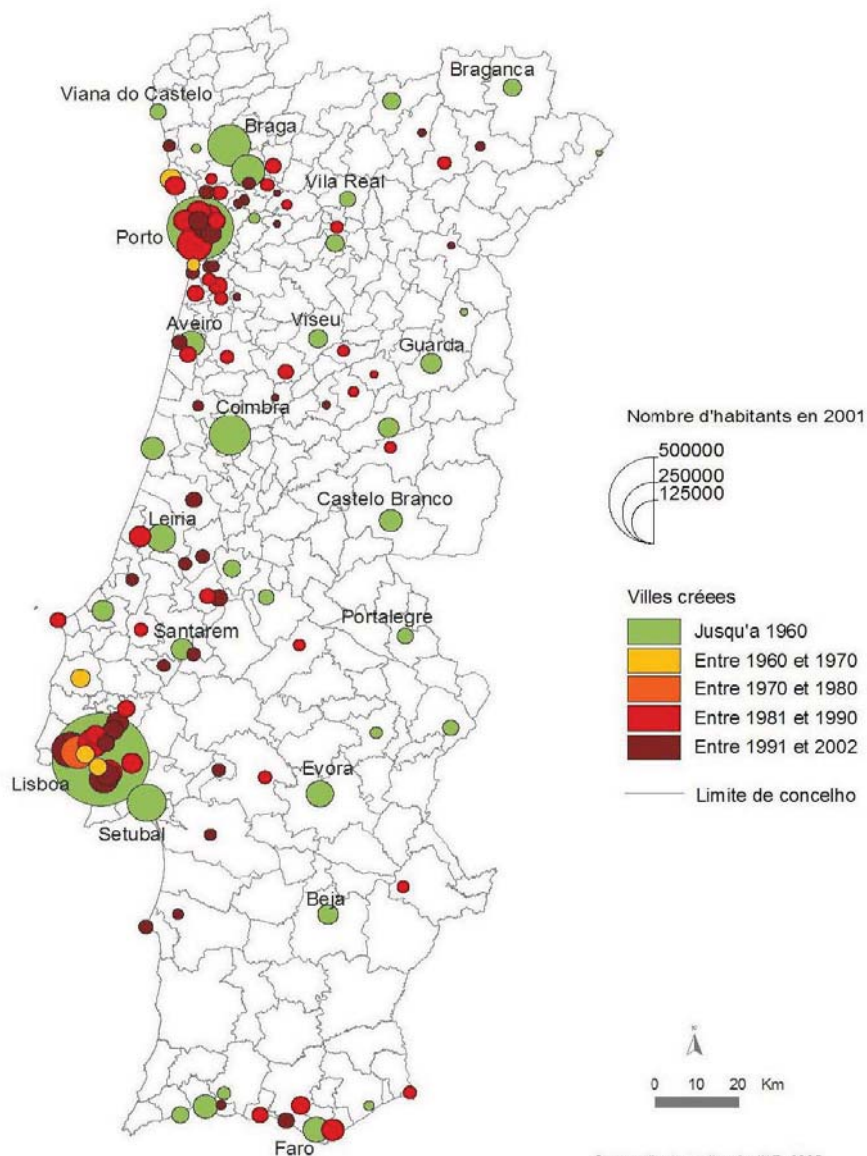 Braganca
Viana do Castelo
Braga
Vila Real
Porto
Aveiro
Viseu
Guarda
Coimbra
Castelo Branco
Leiria
Portalegre
Santarem
Lisboa
Evora
Setubal
Beja
Faro
Nombre d'habitants en 2001
500000
250000
125000
Villes créees
Jusqu'a 1960
Entre 1960 et 1970
Entre 1970 et 1980
Entre 1981 et 1990
Entre 1991 et 2002
Limite de concelho
N
0 10 20 Km